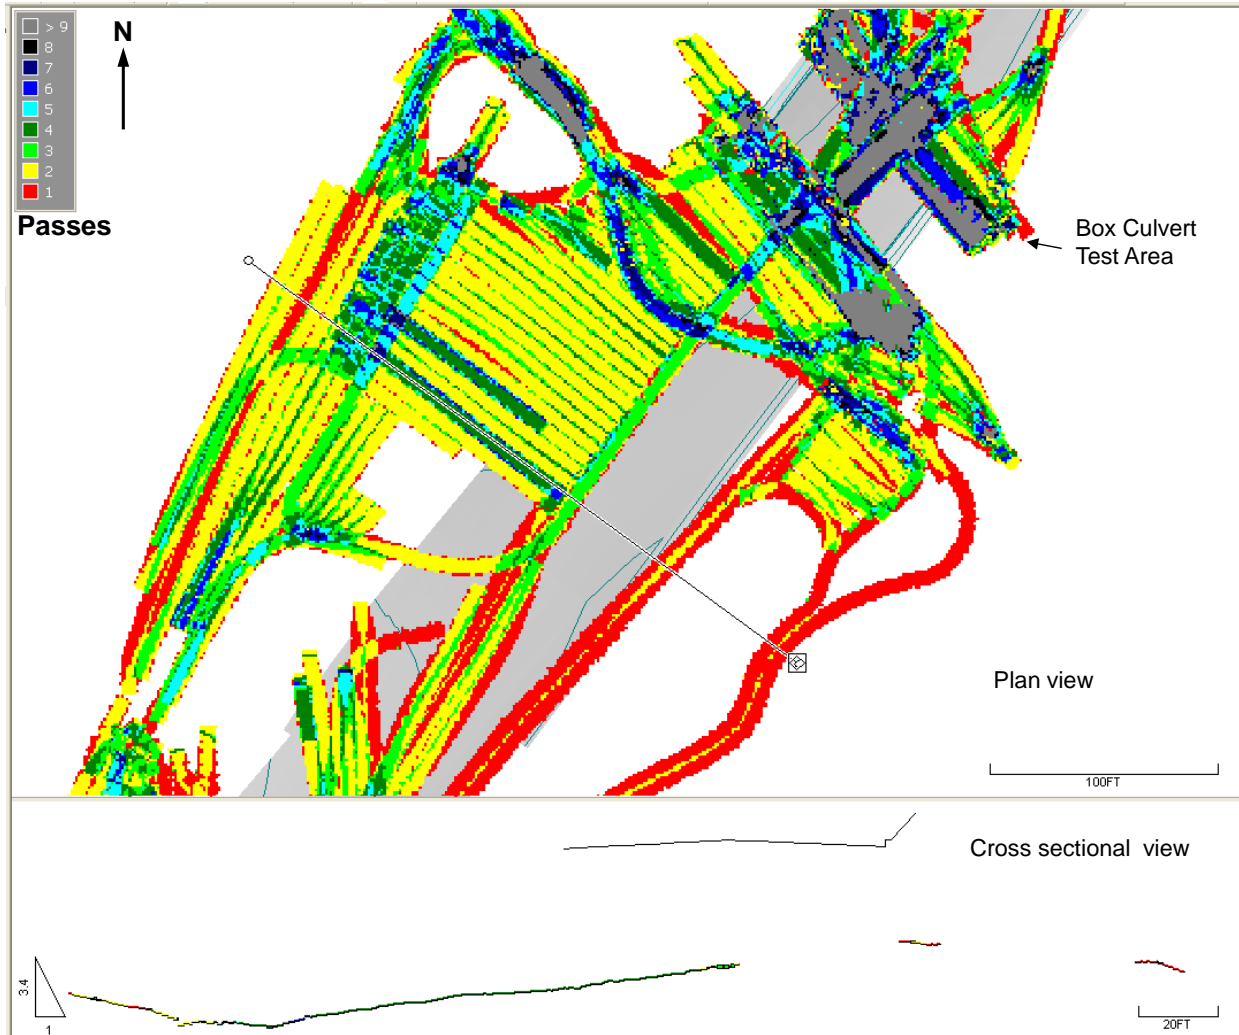 > 9
8
7
6
5
4
3
2
1
Passes
N
Box Culvert
Test Area
Plan view
100FT
Cross sectional view
3.4
1
20FT